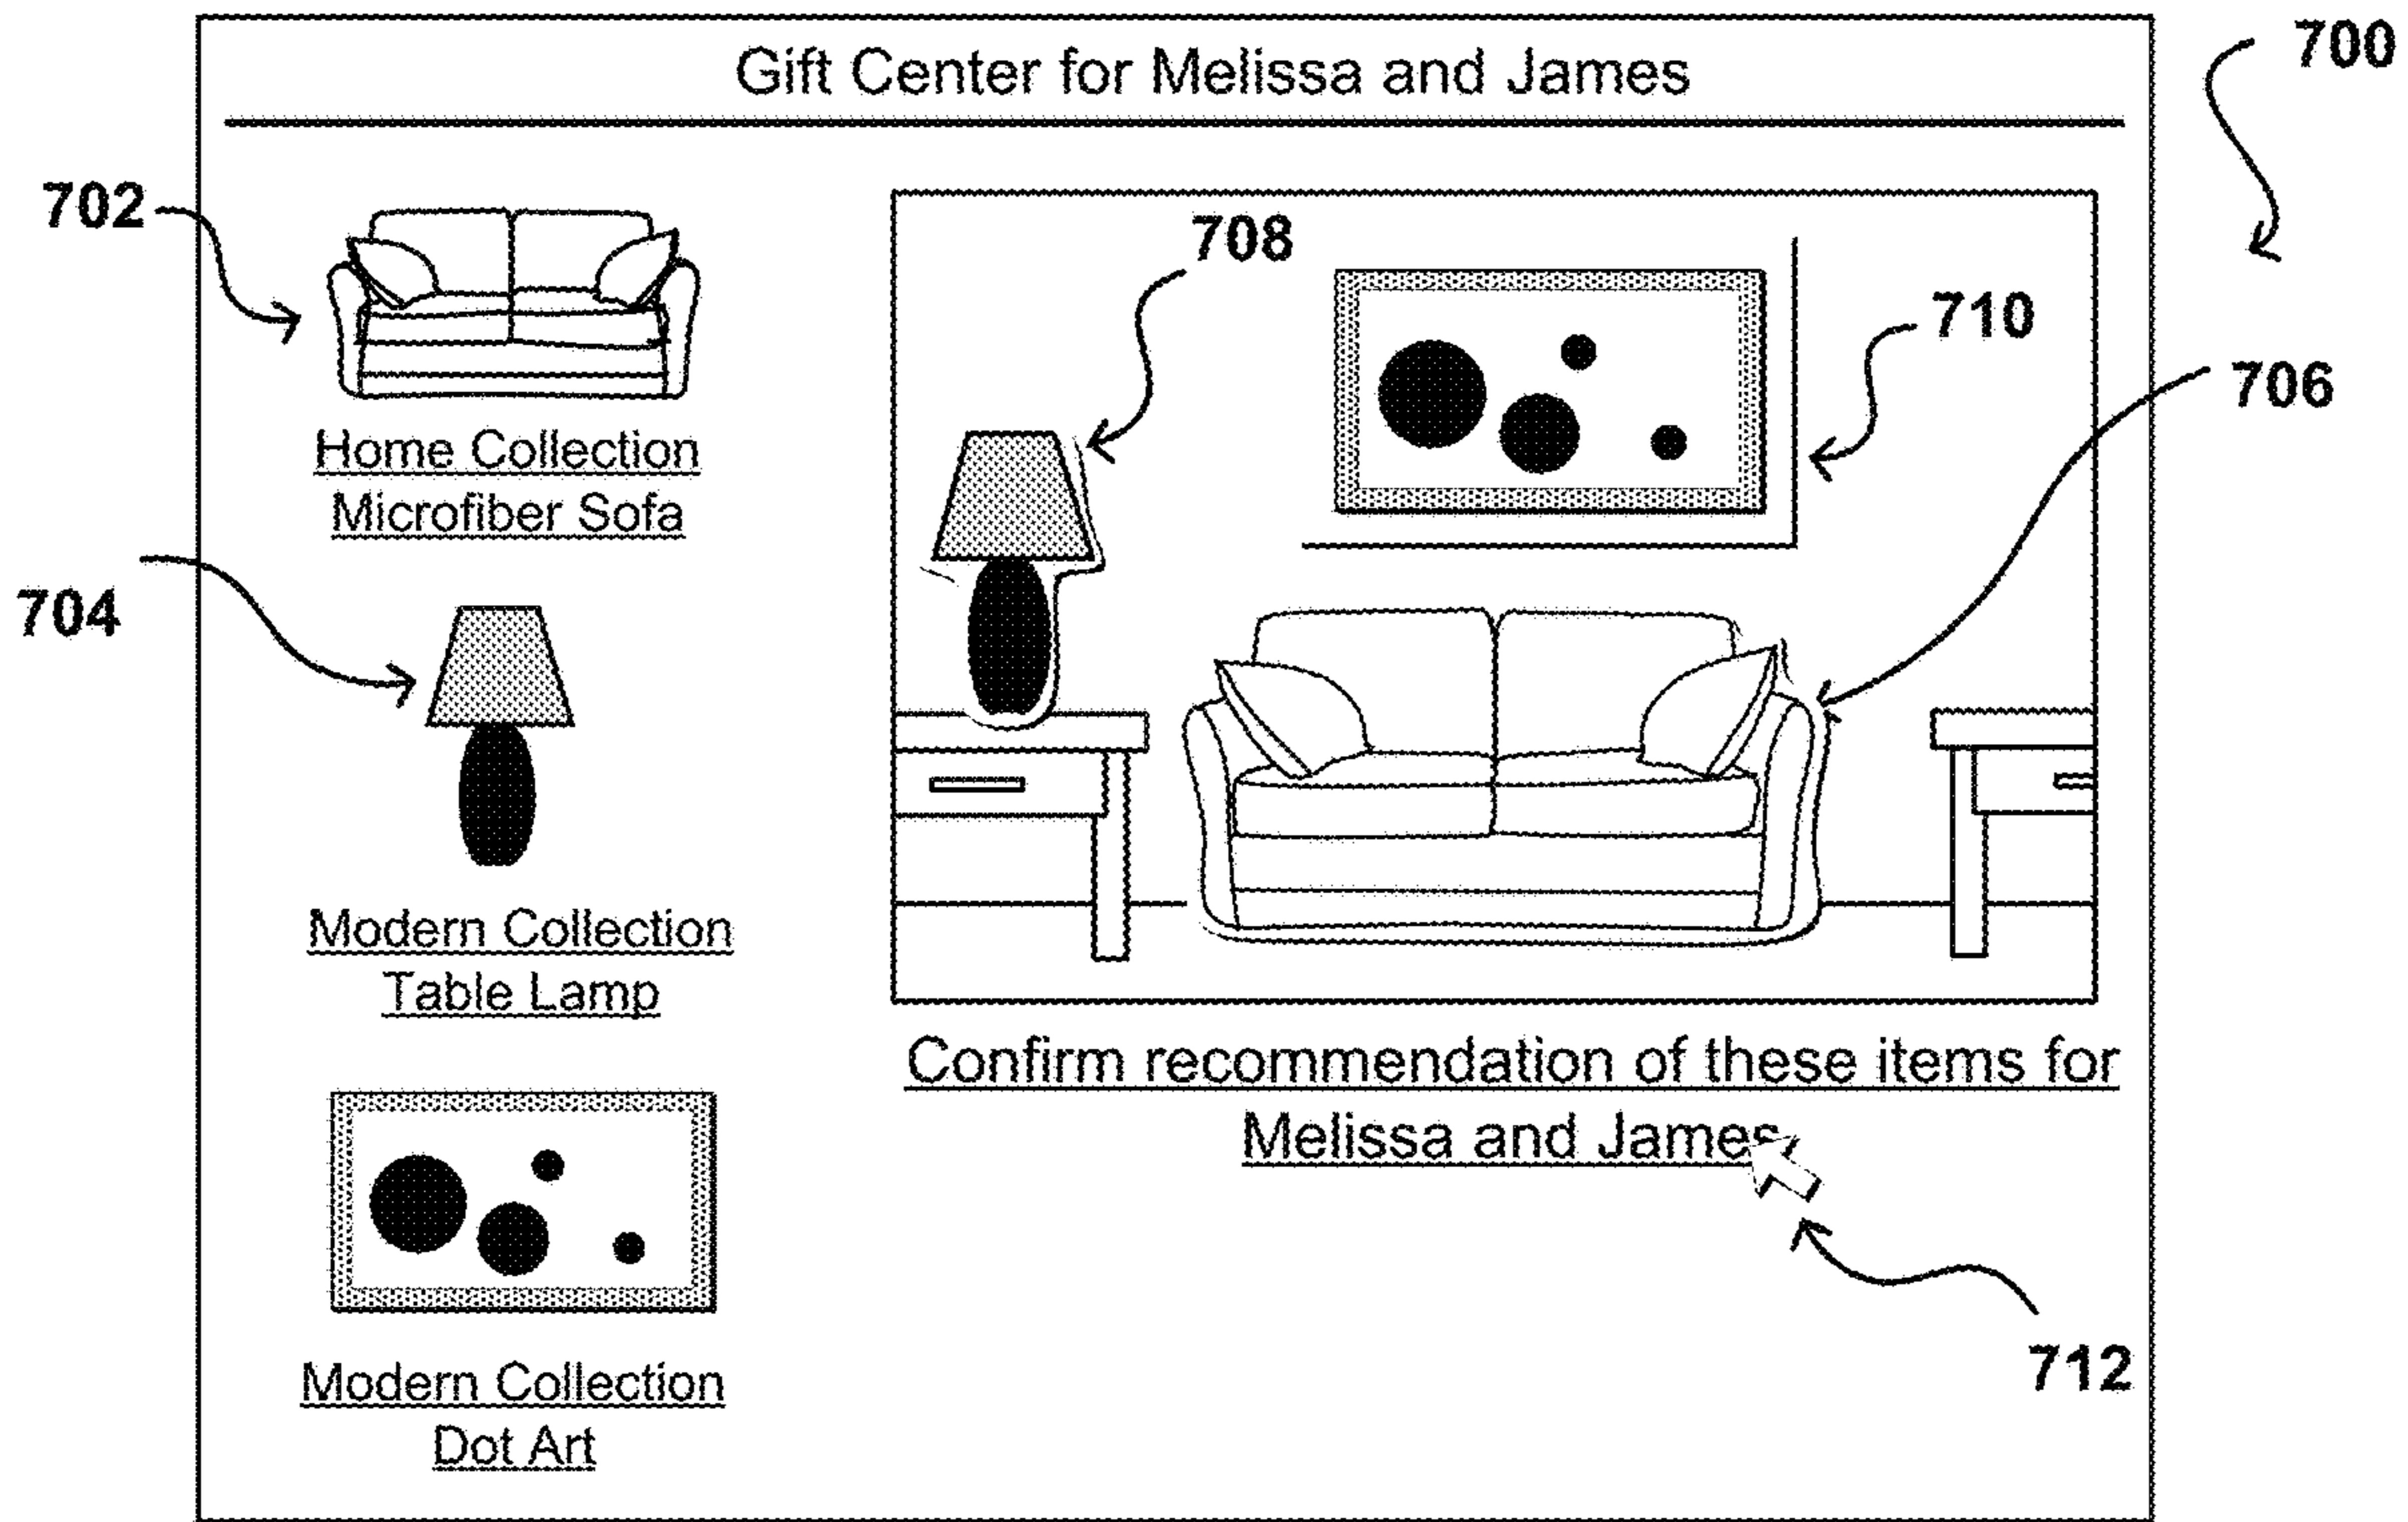 Gift Center for Melissa and James
700
702
708
710
706
Home Collection
Microfiber Sofa
704
Modern Collection
Table Lamp
Confirm recommendation of these items for
Melissa and James
712
Modern Collection
Dot Art